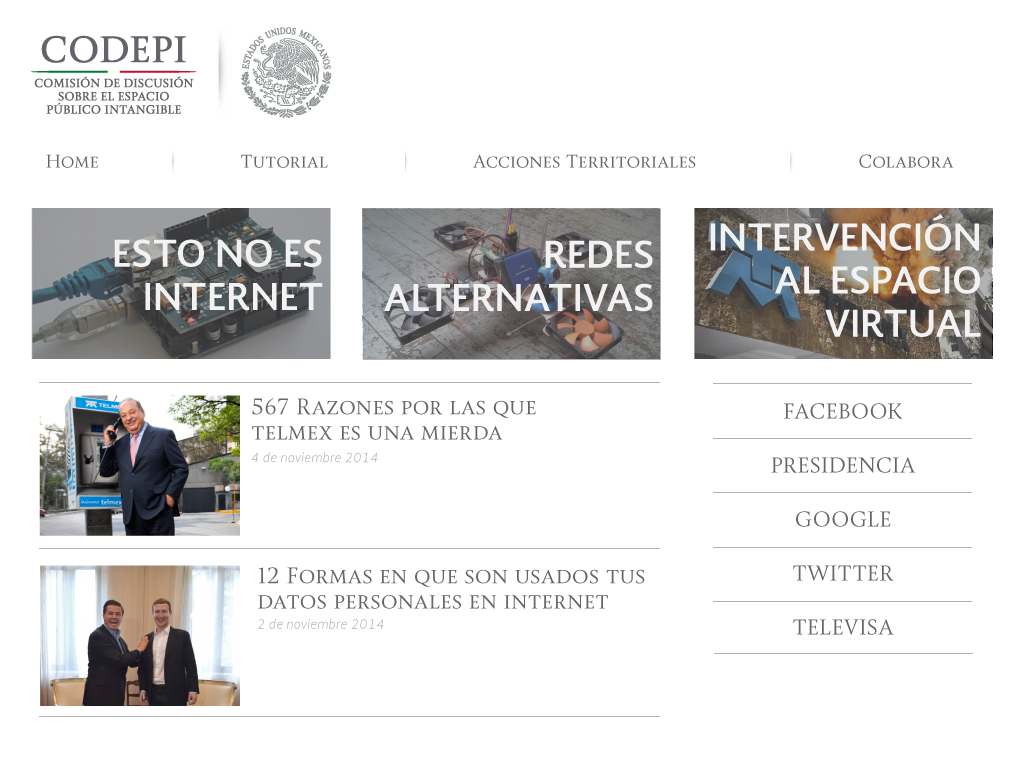 CODEPI
COMISIÓN DE DISCUSIÓN
SOBRE EL ESPACIO
PÚBLICO INTANGIBLE
ESTADOS UNIDOS MEXICANOS
HOME
TUTORIAL
ACCIONES TERRITORIALES
COLABORA
ESTO NO ES
INTERNET
REDES
ALTERNATIVAS
INTERVENCIÓN
AL ESPACIO
VIRTUAL
TELMEX
telmex
567 RAZONES POR LAS QUE
TELMEX ES UNA MIERDA
4 de noviembre 2014
12 FORMAS EN QUE SON USADOS TUS
DATOS PERSONALES EN INTERNET
2 de noviembre 2014
FACEBOOK
PRESIDENCIA
GOOGLE
TWITTER
TELEVISA